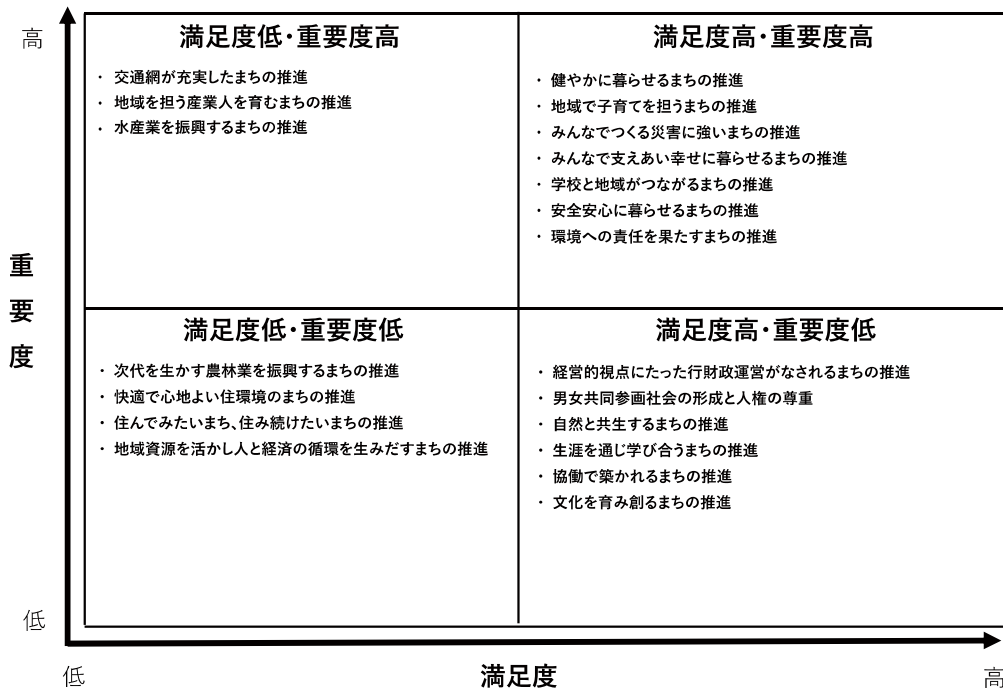 高
重
要
度
低
満足度低・重要度高
・ 交通網が充実したまちの推進
・ 地域を担う産業人を育むまちの推進
・ 水産業を振興するまちの推進
満足度高・重要度高
・ 健やかに暮らせるまちの推進
・ 地域で子育てを担うまちの推進
・ みんなでつくる災害に強いまちの推進
・ みんなで支えあい幸せに暮らせるまちの推進
・ 学校と地域がつながるまちの推進
・ 安全安心に暮らせるまちの推進
・ 環境への責任を果たすまちの推進
満足度低・重要度低
・ 次代を生かす農林業を振興するまちの推進
・ 快適で心地よい住環境のまちの推進
・ 住んでみたいまち、住み続けたいまちの推進
・ 地域資源を活かし人と経済の循環を生みだすまちの推進
満足度高・重要度低
・ 経営的視点にたった行財政運営がなされるまちの推進
・ 男女共同参画社会の形成と人権の尊重
・ 自然と共生するまちの推進
・ 生涯を通じ学び合うまちの推進
・ 協働で築かれるまちの推進
・ 文化を育み創るまちの推進
低
満足度
高